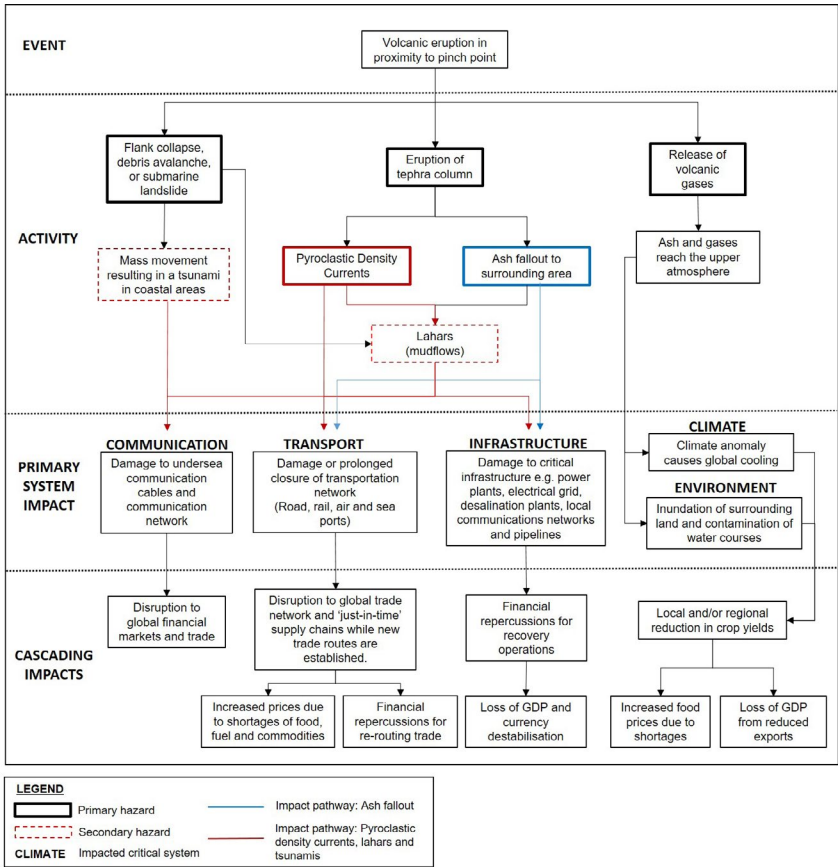 EVENT
Volcanic eruption in
proximity to pinch point
ACTIVITY
Flank collapse,
debris avalanche,
or submarine
landslide
Eruption of
tephra column
Release of
volcanic
gases
Mass movement
resulting in a tsunami
in coastal areas
Pyroclastic Density
Currents
Ash fallout to
surrounding area
Ash and gases
reach the upper
atmosphere
Lahars
(mudflows)
PRIMARY
SYSTEM
IMPACT
COMMUNICATION
Damage to undersea
communication
cables and
communication
network
TRANSPORT
Damage or prolonged
closure of transportation
network
(Road, rail, air and sea
ports)
INFRASTRUCTURE
Damage to critical
infrastructure e.g. power
plants, electrical grid,
desalination plants, local
communications networks
and pipelines
CLIMATE
Climate anomaly
causes global cooling
ENVIRONMENT
Inundation of surrounding
land and contamination of
water courses
CASCADING
IMPACTS
Disruption to
global financial
markets and trade
Disruption to global trade
network and ‘just-in-time’
supply chains while new
trade routes are
established.
Financial
repercussions for
recovery
operations
Local and/or regional
reduction in crop yields
Increased prices due
to shortages of food,
fuel and commodities
Financial
repercussions for
re-routing trade
Loss of GDP and
currency
destabilisation
Increased food
prices due to
shortages
Loss of GDP
from reduced
exports
LEGEND
Primary hazard
Secondary hazard
CLIMATE Impacted critical system
Impact pathway: Ash fallout
Impact pathway: Pyroclastic
density currents, lahars and
tsunamis